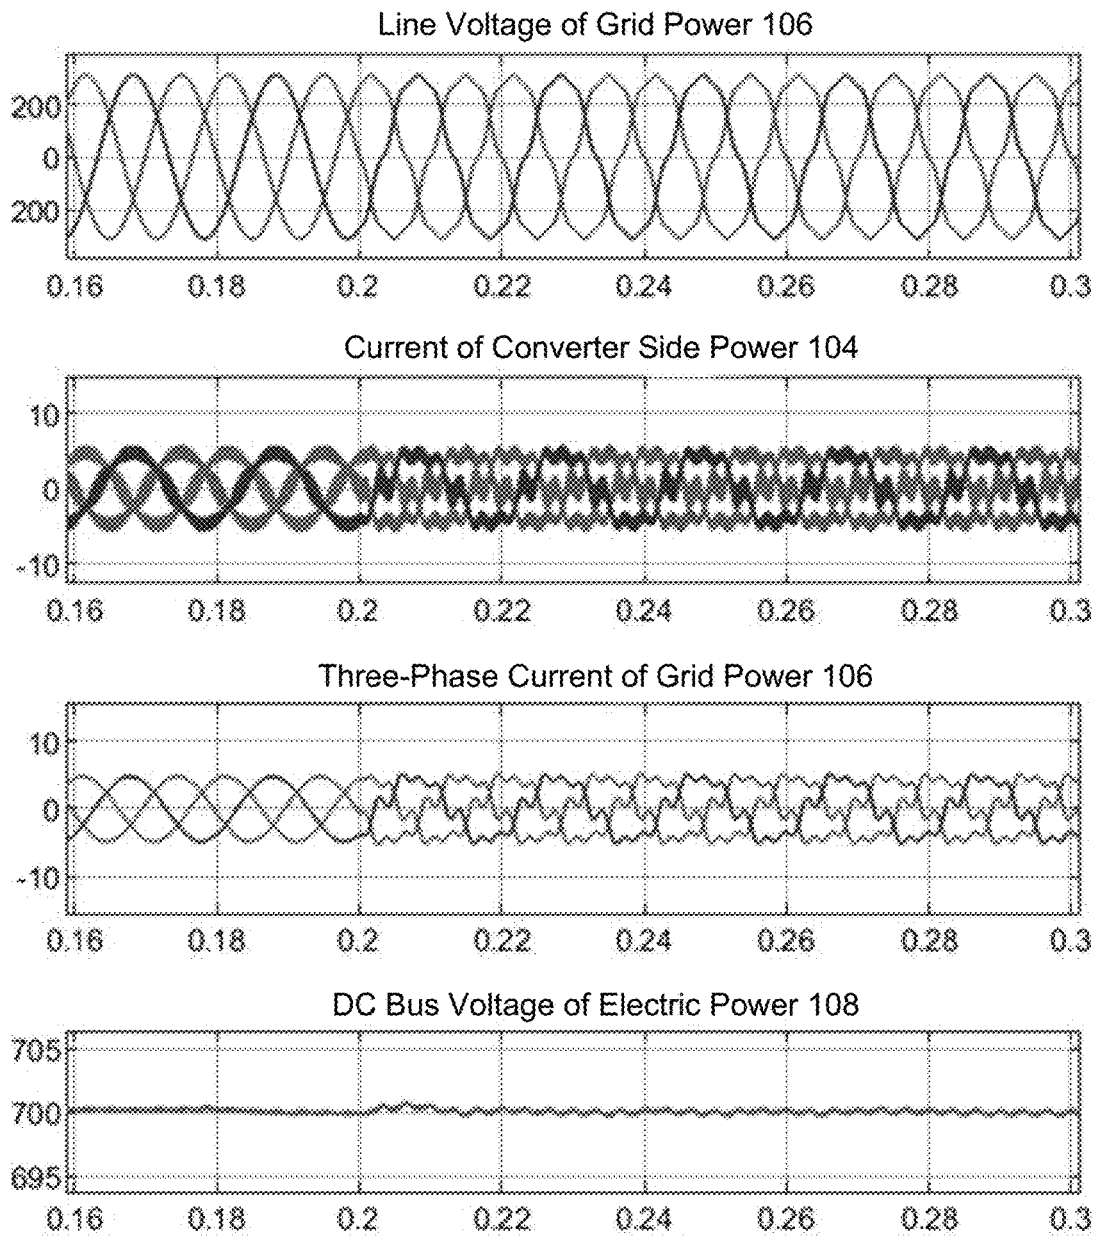 Line Voltage of Grid Power 106
200
0
200
0.16 0.18 0.2 0.22 0.24 0.26 0.28 0.3
Current of Converter Side Power 104
10
0
-10
0.16 0.18 0.2 0.22 0.24 0.26 0.28 0.3
Three-Phase Current of Grid Power 106
10
0
-10
0.16 0.18 0.2 0.22 0.24 0.26 0.28 0.3
DC Bus Voltage of Electric Power 108
705
700
695
0.16 0.18 0.2 0.22 0.24 0.26 0.28 0.3